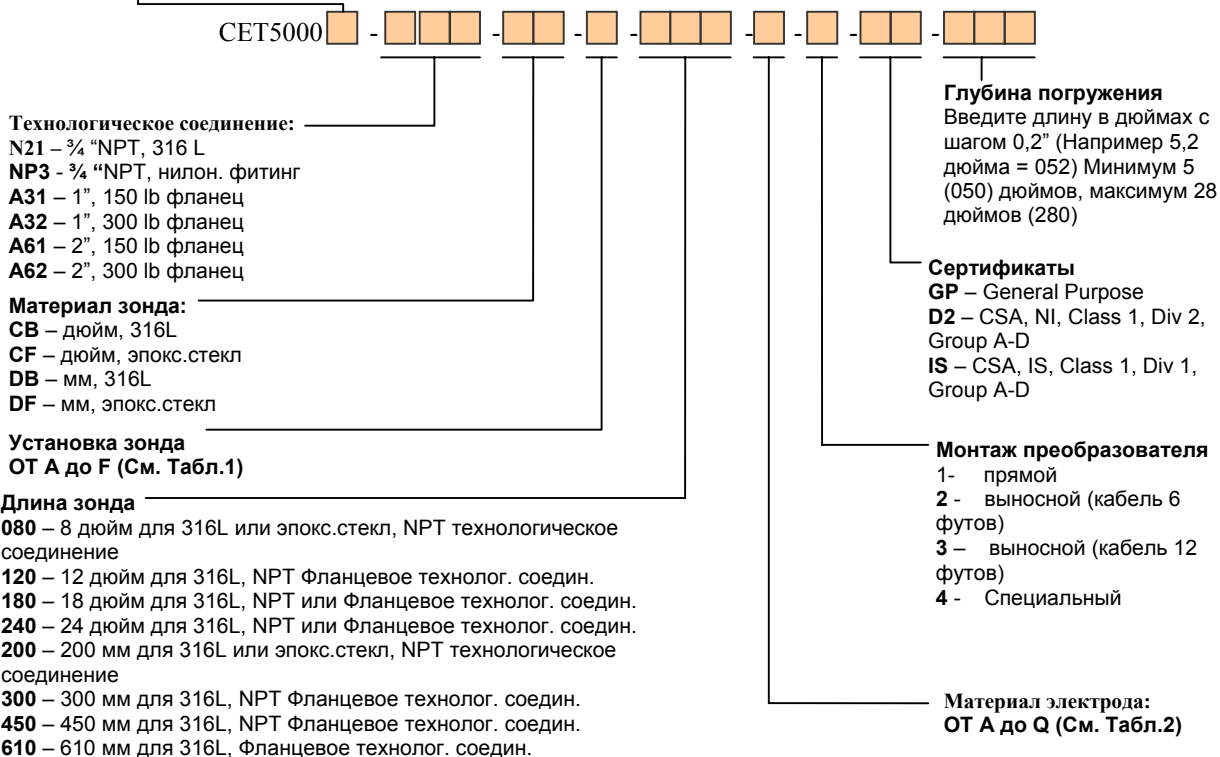 CET5000 - - - - - - - -
Технологическое соединение:
N21 – ¾ “NPT, 316 L
NP3 - ¾ “NPT, нилон. фитинг
A31 – 1”, 150 lb фланец
A32 – 1”, 300 lb фланец
A61 – 2”, 150 lb фланец
A62 – 2”, 300 lb фланец
Материал зонда:
CB – дюйм, 316L
CF – дюйм, эпокс.стекл
DB – мм, 316L
DF – мм, эпокс.стекл
Установка зонда
ОТ А до F (См. Табл.1)
Длина зонда
080 – 8 дюйм для 316L или эпокс.стекл, NPT технологическое
соединение
120 – 12 дюйм для 316L, NPT Фланцевое технолог. соедин.
180 – 18 дюйм для 316L, NPT или Фланцевое технолог. соедин.
240 – 24 дюйм для 316L, NPT или Фланцевое технолог. соедин.
200 – 200 мм для 316L или эпокс.стекл, NPT технологическое
соединение
300 – 300 мм для 316L, NPT Фланцевое технолог. соедин.
450 – 450 мм для 316L, NPT Фланцевое технолог. соедин.
610 – 610 мм для 316L, Фланцевое технолог. соедин.
Глубина погружения
Введите длину в дюймах с
шагом 0,2” (Например 5,2
дюйма = 052) Минимум 5
(050) дюймов, максимум 28
дюймов (280)
Сертификаты
GP – General Purpose
D2 – CSA, NI, Class 1, Div 2,
Group A-D
IS – CSA, IS, Class 1, Div 1,
Group A-D
Монтаж преобразователя
1- прямой
2 - выносной (кабель 6
футов)
3 – выносной (кабель 12
футов)
4 - Специальный
Материал электрода:
ОТ А до Q (См. Табл.2)